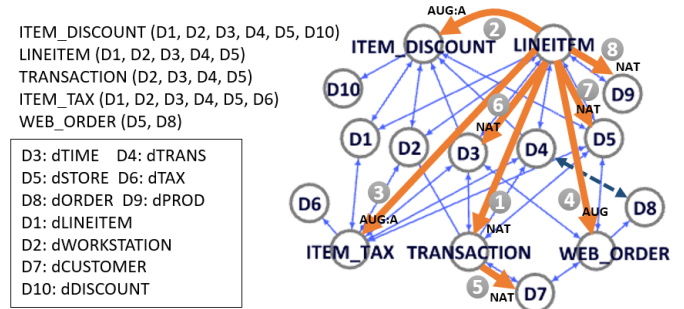 ITEM_DISCOUNT (D1, D2, D3, D4, D5, D10)
LINEITEM (D1, D2, D3, D4, D5)
TRANSACTION (D2, D3, D4, D5)
ITEM_TAX (D1, D2, D3, D4, D5, D6)
WEB_ORDER (D5, D8)
D3: dTIME D4: dTRANS
D5: dSTORE D6: dTAX
D8: dORDER D9: dPROD
D1: dLINEITEM
D2: dWORKSTATION
D7: dCUSTOMER
D10: dDISCOUNT
AUG:A
2
ITEM_DISCOUNT
LINEITEM
8
NAT
D10
7
D9
6
NAT
NAT
D1
D2
D3
D4
D5
3
1
4
D6
AUG:A
NAT
AUG
D8
ITEM_TAX
TRANSACTION
WEB_ORDER
5
NAT
D7